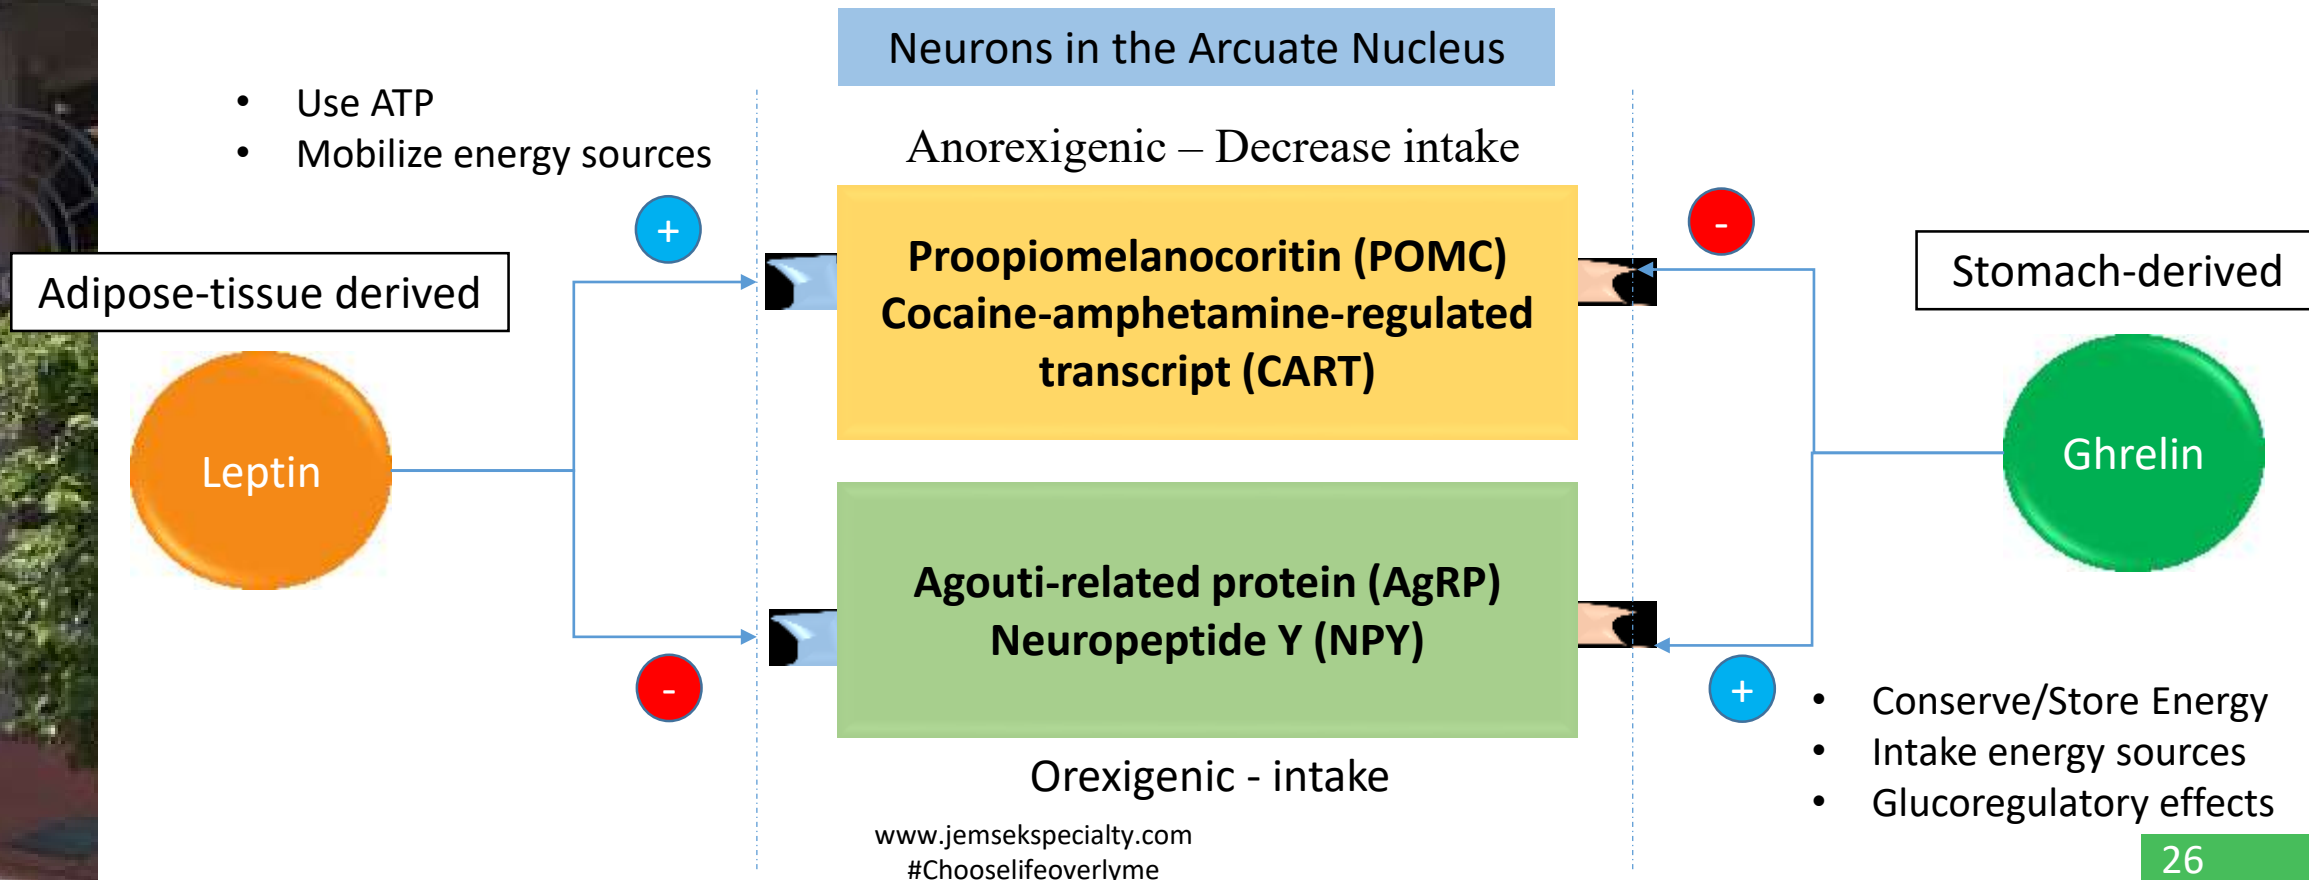 Neurons in the Arcuate Nucleus
• Use ATP
• Mobilize energy sources
Anorexigenic – Decrease intake
+
-
Adipose-tissue derived
Proopiomelanocoritin (POMC)
Cocaine-amphetamine-regulated
transcript (CART)
Stomach-derived
Leptin
Ghrelin
Agouti-related protein (AgRP)
Neuropeptide Y (NPY)
-
+
• Conserve/Store Energy
• Intake energy sources
• Glucoregulatory effects
Orexigenic - intake
www.jemsekspecialty.com
#Chooselifeoverlyme
26